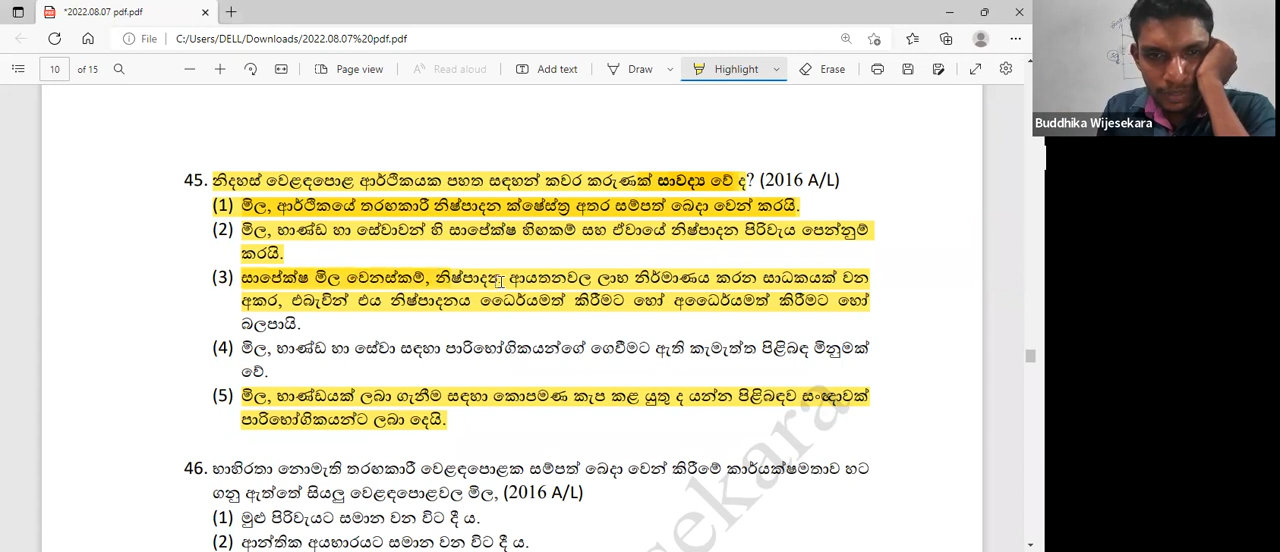 *2022.08.07 pdf.pdf
File C:/Users/DELL/Downloads/2022.08.07%20pdf.pdf
10 of 15 Page view Read aloud Add text Draw Highlight Erase
Buddhika Wijesekara
45. නිදහස් වෙළඳපොළ ආර්ථිකයක පහත සඳහන් කවර කරුණක් සාවද්‍ය වේ ද? (2016 A/L)
(1) මිල, ආර්ථිකයේ තරඟකාරී නිෂ්පාදන ක්ෂේත්‍ර අතර සම්පත් බෙදා වෙන් කරයි.
(2) මිල, භාණ්ඩ හා සේවාවන් හි සාපේක්ෂ හිඟකම් සහ ඒවායේ නිෂ්පාදන පිරිවැය පෙන්නුම්
කරයි.
(3) සාපේක්ෂ මිල වෙනස්කම්, නිෂ්පාදන ආයතනවල ලාභ නිර්මාණය කරන සාධකයක් වන
අකර, එබැවින් එය නිෂ්පාදනය ධෛර්යමත් කිරීමට හෝ අධෛර්යමත් කිරීමට හෝ
බලපායි.
(4) මිල, භාණ්ඩ හා සේවා සඳහා පාරිභෝගිකයන්ගේ ගෙවීමට ඇති කැමැත්ත පිළිබඳ මිනුමක්
වේ.
(5) මිල, භාණ්ඩයක් ලබා ගැනීම සඳහා කොපමණ කැප කළ යුතු ද යන්න පිළිබඳව සංඥාවක්
පාරිභෝගිකයන්ට ලබා දෙයි.
46. භාහිරතා නොමැති තරඟකාරී වෙළඳපොළක සම්පත් බෙදා වෙන් කිරීමේ කාර්යක්ෂමතාව හට
ගනු ඇත්තේ සියලු වෙළඳපොළවල මිල, (2016 A/L)
(1) මුළු පිරිවැයට සමාන වන විට දී ය.
(2) ආන්තික අයභාරයට සමාන වන විට දී ය.
sekara